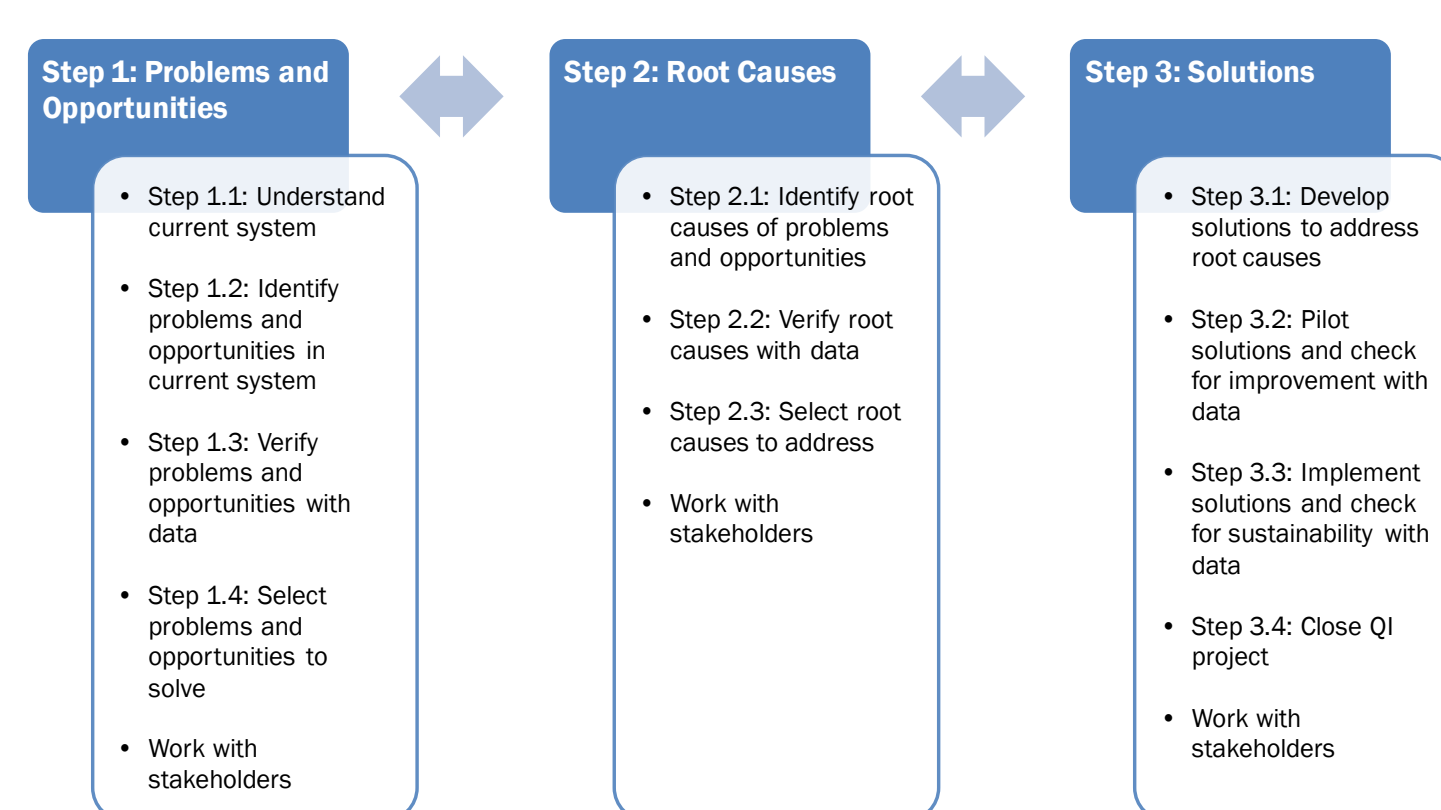 Step 1: Problems and
Opportunities
• Step 1.1: Understand
current system
• Step 1.2: Identify
problems and
opportunities in
current system
• Step 1.3: Verify
problems and
opportunities with
data
• Step 1.4: Select
problems and
opportunities to
solve
• Work with
stakeholders
Step 2: Root Causes
• Step 2.1: Identify root
causes of problems
and opportunities
• Step 2.2: Verify root
causes with data
• Step 2.3: Select root
causes to address
• Work with
stakeholders
Step 3: Solutions
• Step 3.1: Develop
solutions to address
root causes
• Step 3.2: Pilot
solutions and check
for improvement with
data
• Step 3.3: Implement
solutions and check
for sustainability with
data
• Step 3.4: Close QI
project
• Work with
stakeholders